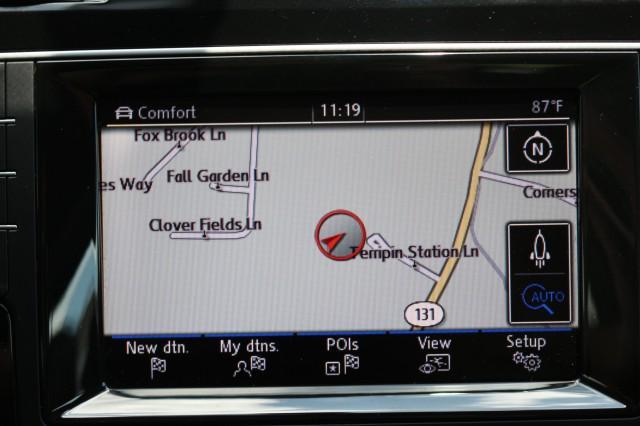 Comfort 11:19 87°F
Fox Brook Ln
N
Fall Garden Ln
es Way
Corners
Clover Fields Ln
Tempin Station Ln
AUTO
131
New dtn. My dtns. POIs View Setup